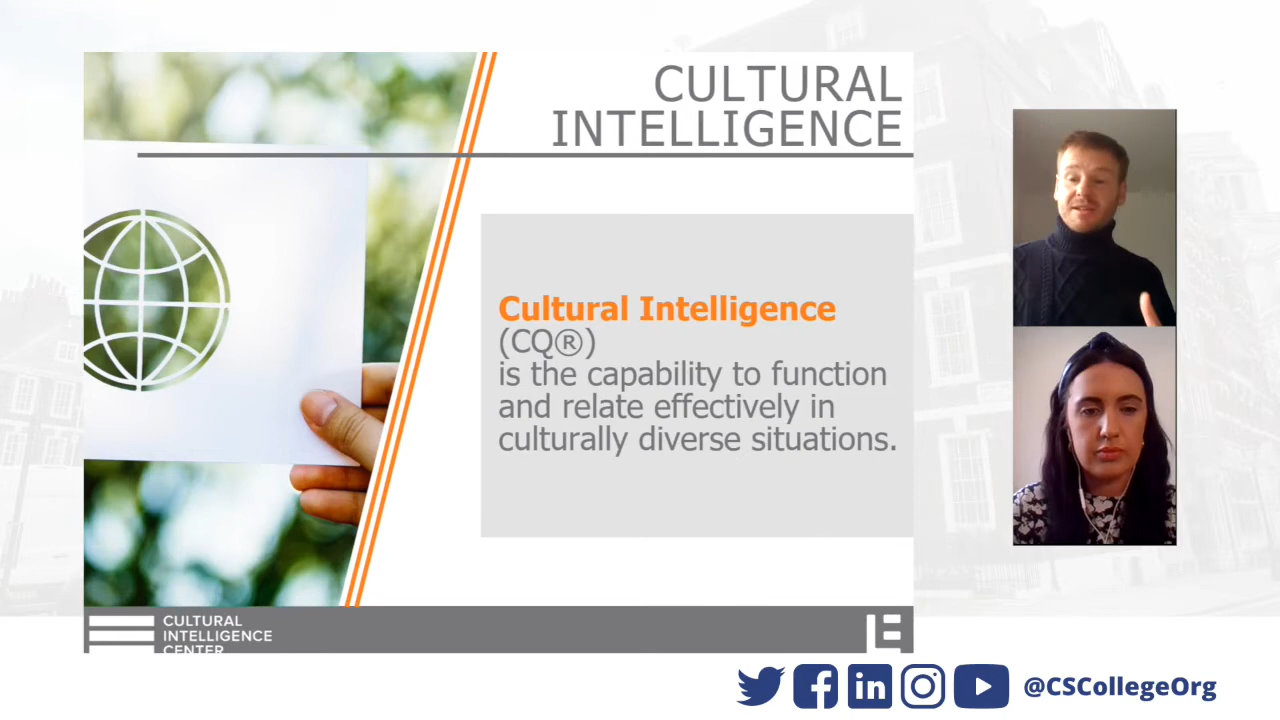 CULTURAL
INTELLIGENCE
Cultural Intelligence
(CQ®)
is the capability to function
and relate effectively in
culturally diverse situations.
CULTURAL
INTELLIGENCE
CENTER
@CSCollegeOrg